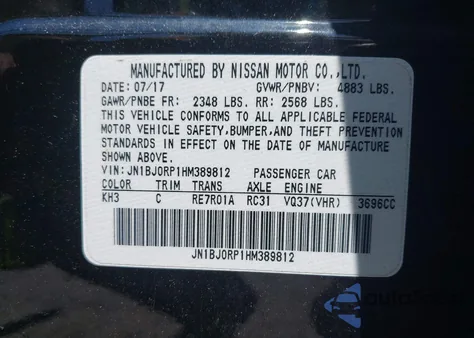 MANUFACTURED BY NISSAN MOTOR CO.,LTD.
DATE: 07/17 GVWR/PNBV: 4883 LBS.
GAWR/PNBE FR: 2348 LBS. RR: 2568 LBS.
THIS VEHICLE CONFORMS TO ALL APPLICABLE FEDERAL
MOTOR VEHICLE SAFETY,BUMPER,AND THEFT PREVENTION
STANDARDS IN EFFECT ON THE DATE OF MANUFACTURE
SHOWN ABOVE.
VIN: JN1BJ0RP1HM389812 PASSENGER CAR
COLOR TRIM TRANS AXLE ENGINE
KH3 C RE7R01A RC31 VQ37(VHR) 3696CC
JN1BJ0RP1HM389812